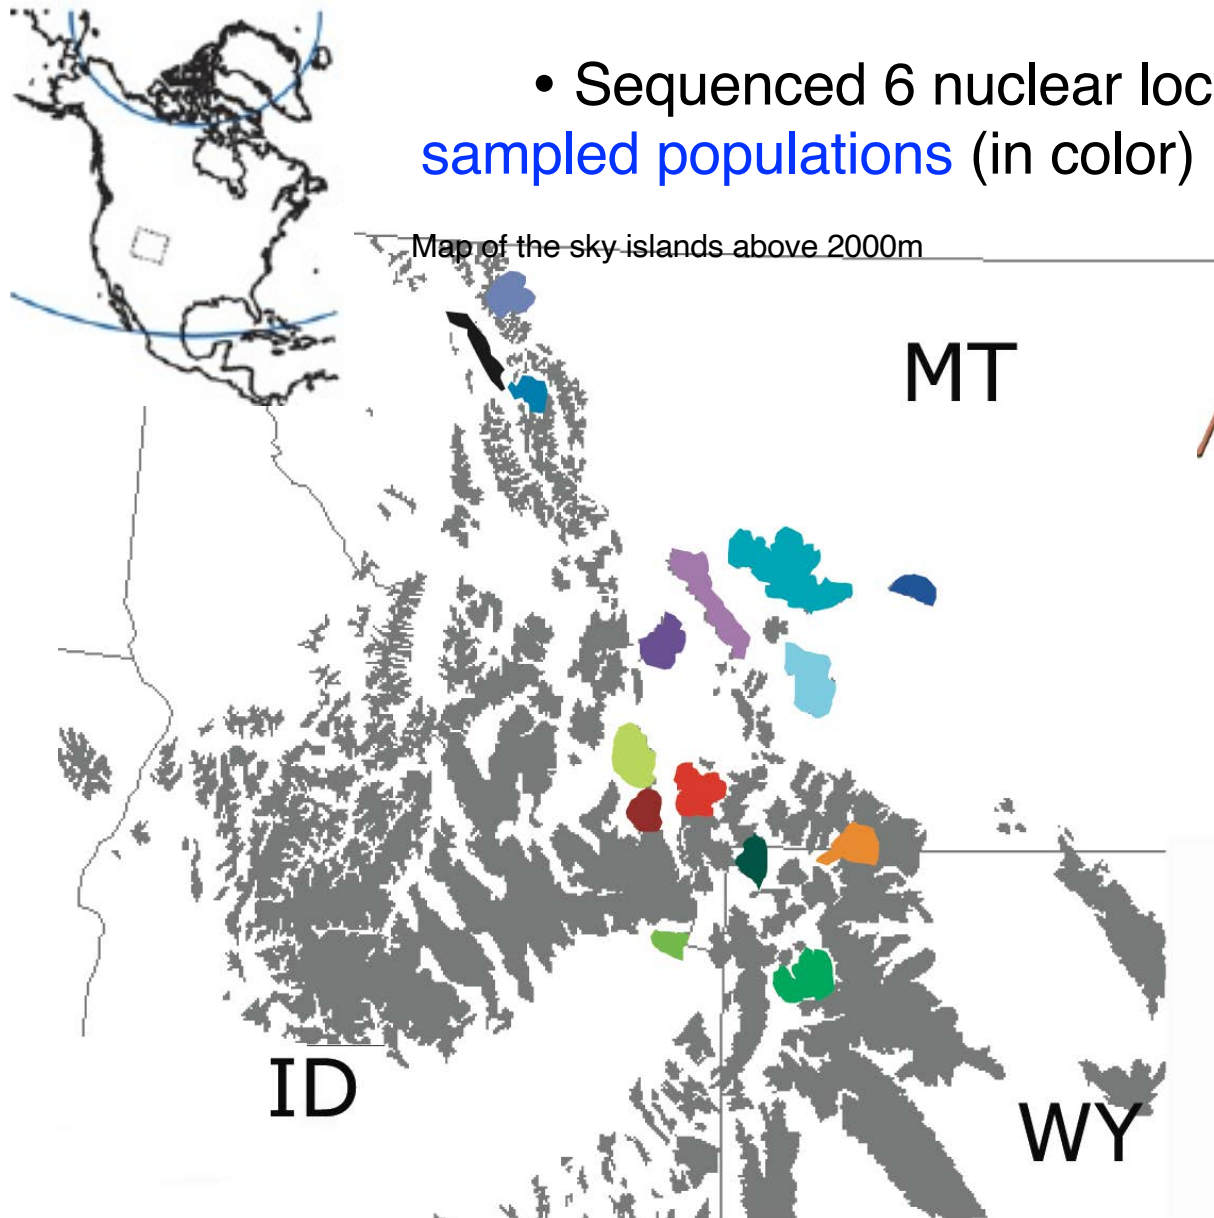 • Sequenced 6 nuclear loc
sampled populations (in color)
Map of the sky islands above 2000m
MT
ID
WY